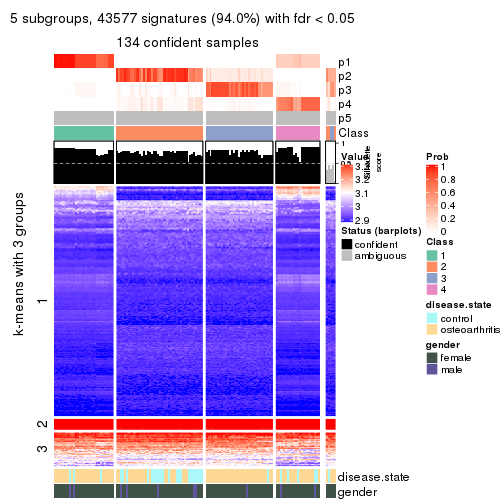 5 subgroups, 43577 signatures (94.0%) with fdr < 0.05
134 confident samples
p1
p2
p3
p4
p5
Class
1
Silhouette
score
Value
3.3
3.1
3
2.9
Status (barplots)
confident
ambiguous
Prob
1
0.8
0.6
0.4
0.2
0
Class
1
2
3
4
disease.state
control
osteoarthritis
gender
female
male
k-means with 3 groups
1
2
3
disease.state
gender